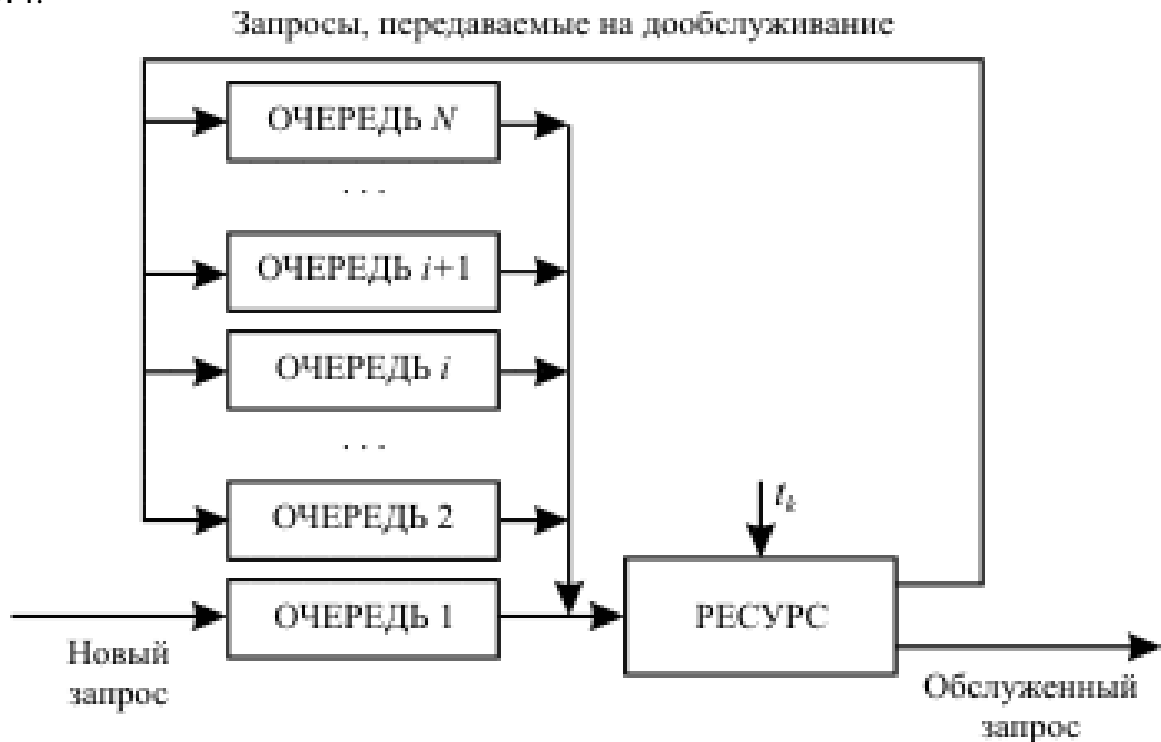 Запросы, передаваемые на дообслуживание
ОЧЕРЕДЬ N
. . .
ОЧЕРЕДЬ i+1
ОЧЕРЕДЬ i
. . .
ОЧЕРЕДЬ 2
t_k
ОЧЕРЕДЬ 1
РЕСУРС
Новый
запрос
Обслуженный
запрос